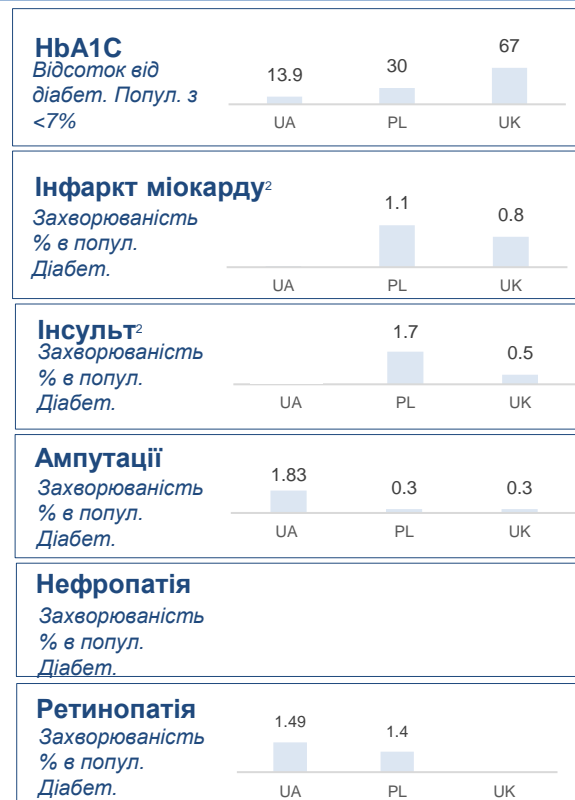 HbA1C
Відсоток від
діабет. Попул. з
<7%
13.9
30
67
UA
PL
UK
Інфаркт міокарду²
Захворюваність
% в попул.
Діабет.
1.1
0.8
UA
PL
UK
Інсульт²
Захворюваність
% в попул.
Діабет.
1.7
0.5
UA
PL
UK
Ампутації
Захворюваність
% в попул.
Діабет.
1.83
0.3
0.3
UA
PL
UK
Нефропатія
Захворюваність
% в попул.
Діабет.
Ретинопатія
Захворюваність
% в попул.
Діабет.
1.49
1.4
UA
PL
UK